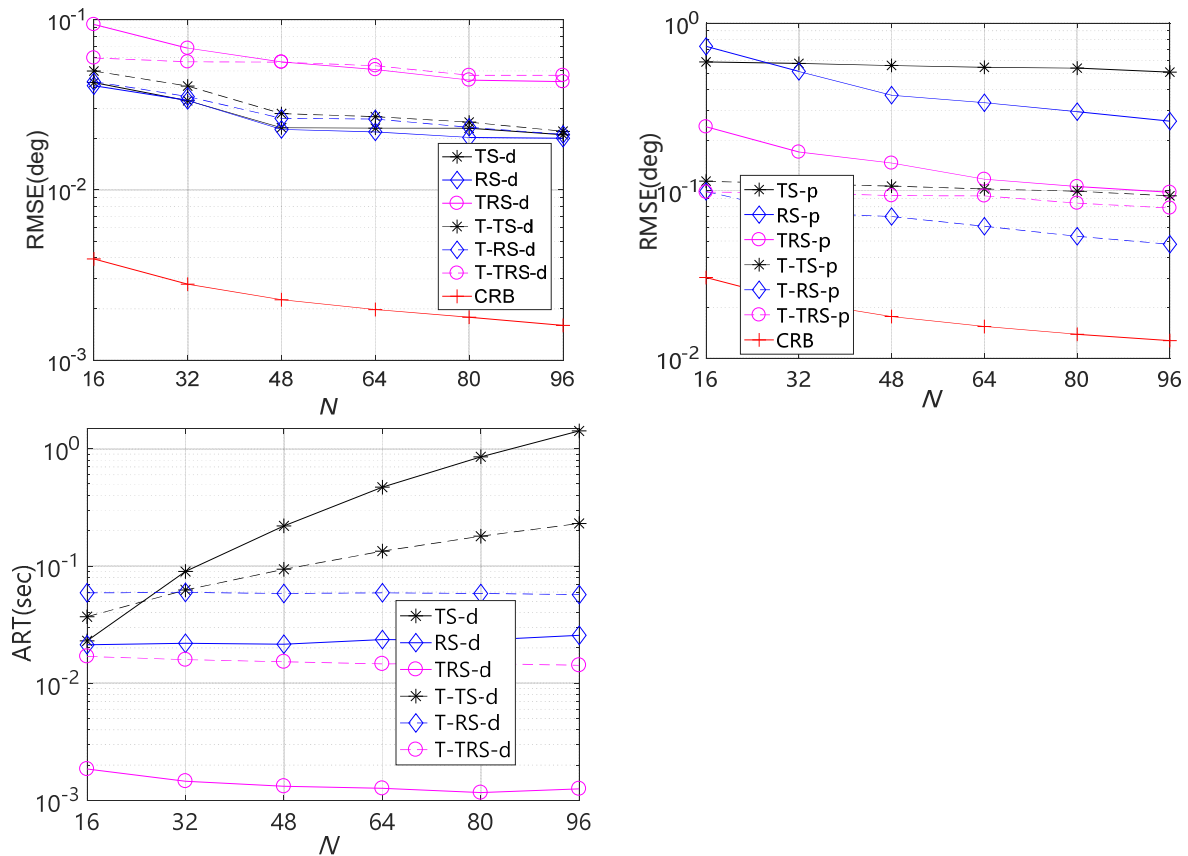 10^-1
10^-2
10^-3
RMSE(deg)
TS-d
RS-d
TRS-d
T-TS-d
T-RS-d
T-TRS-d
CRB
16 32 48 64 80 96
N
10^0
10^-1
10^-2
RMSE(deg)
TS-p
RS-p
TRS-p
T-TS-p
T-RS-p
T-TRS-p
CRB
16 32 48 64 80 96
N
10^0
10^-1
10^-2
10^-3
ART(sec)
TS-d
RS-d
TRS-d
T-TS-d
T-RS-d
T-TRS-d
16 32 48 64 80 96
N